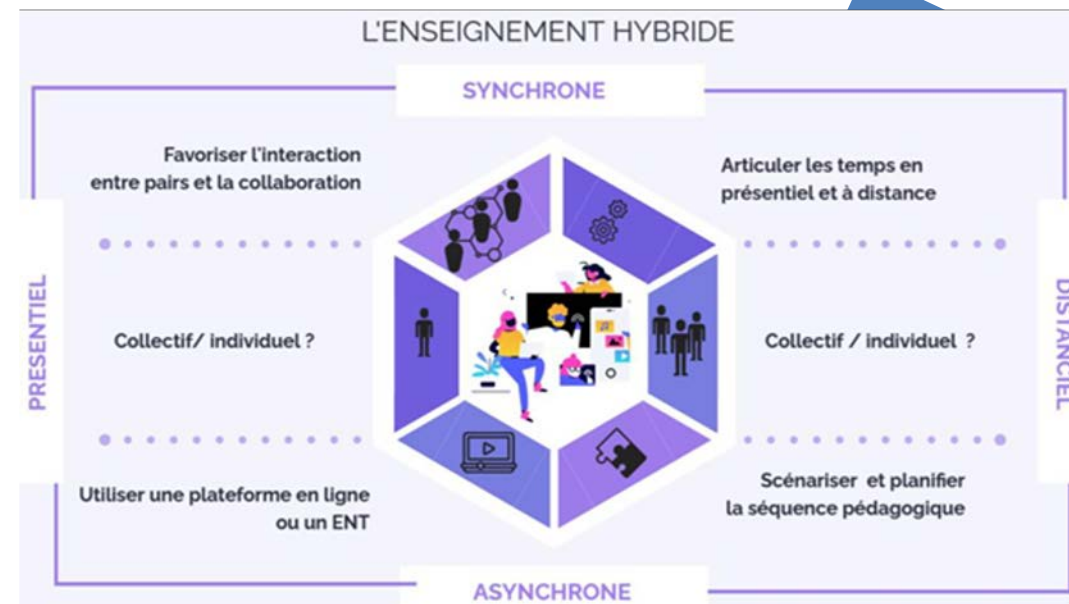 L'ENSEIGNEMENT HYBRIDE
SYNCHRONE
Favoriser l'interaction
entre pairs et la collaboration
Articuler les temps en
présentiel et à distance
PRESENTIEL
Collectif/ individuel ?
Collectif / individuel ?
DISTANCIEL
Utiliser une plateforme en ligne
ou un ENT
Scénariser et planifier
la séquence pédagogique
ASYNCHRONE